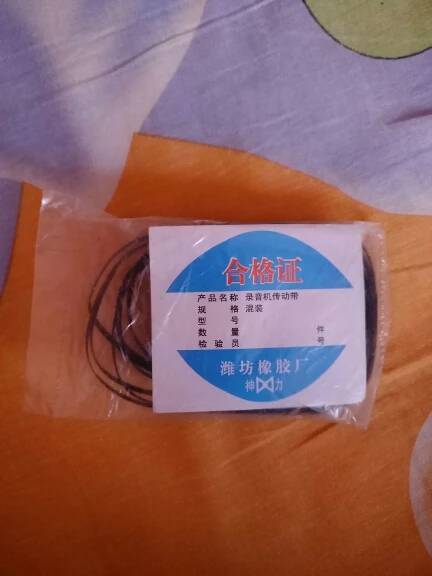 合格证
产品名称 录音机传动带
规格 混装
型号
数量 件
检验员 号
潍坊橡胶厂
神力